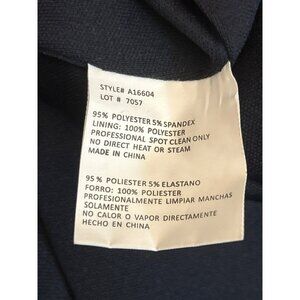 STYLE# A16604
LOT # 7057
95% POLYESTER 5% SPANDEX
LINING: 100% POLYESTER
PROFESSIONAL SPOT CLEAN ONLY
NO DIRECT HEAT OR STEAM
MADE IN CHINA
95 % POLYESTER 5% ELASTANO
FORRO: 100% POLYESTER
PROFESIONALMENTE LIMPIAR MANCHAS
SOLAMENTE
NO CALOR O VAPOR DIRECTAMENTE
HECHO EN CHINA